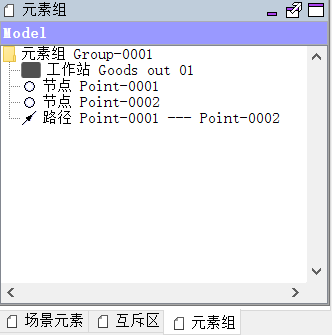 元素组
Model
元素组 Group-0001
工作站 Goods out 01
节点 Point-0001
节点 Point-0002
路径 Point-0001 --- Point-0002
场景元素 互斥区 元素组